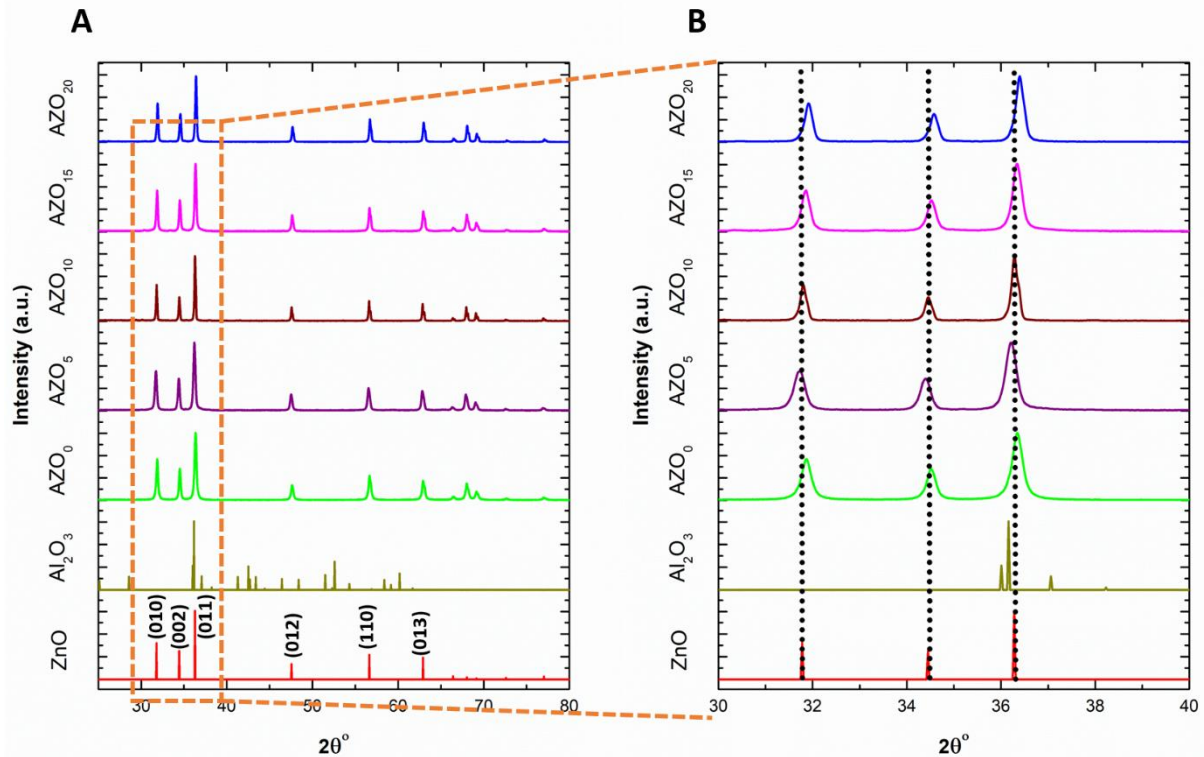 A
B
AZO₂₀
AZO₁₅
AZO₁₀
AZO₅
AZO₀
Al₂O₃
ZnO
Intensity (a.u.)
(010)
(002)
(011)
(012)
(110)
(013)
30 40 50 60 70 80
2θ°
AZO₂₀
AZO₁₅
AZO₁₀
AZO₅
AZO₀
Al₂O₃
ZnO
Intensity (a.u.)
30 32 34 36 38 40
2θ°